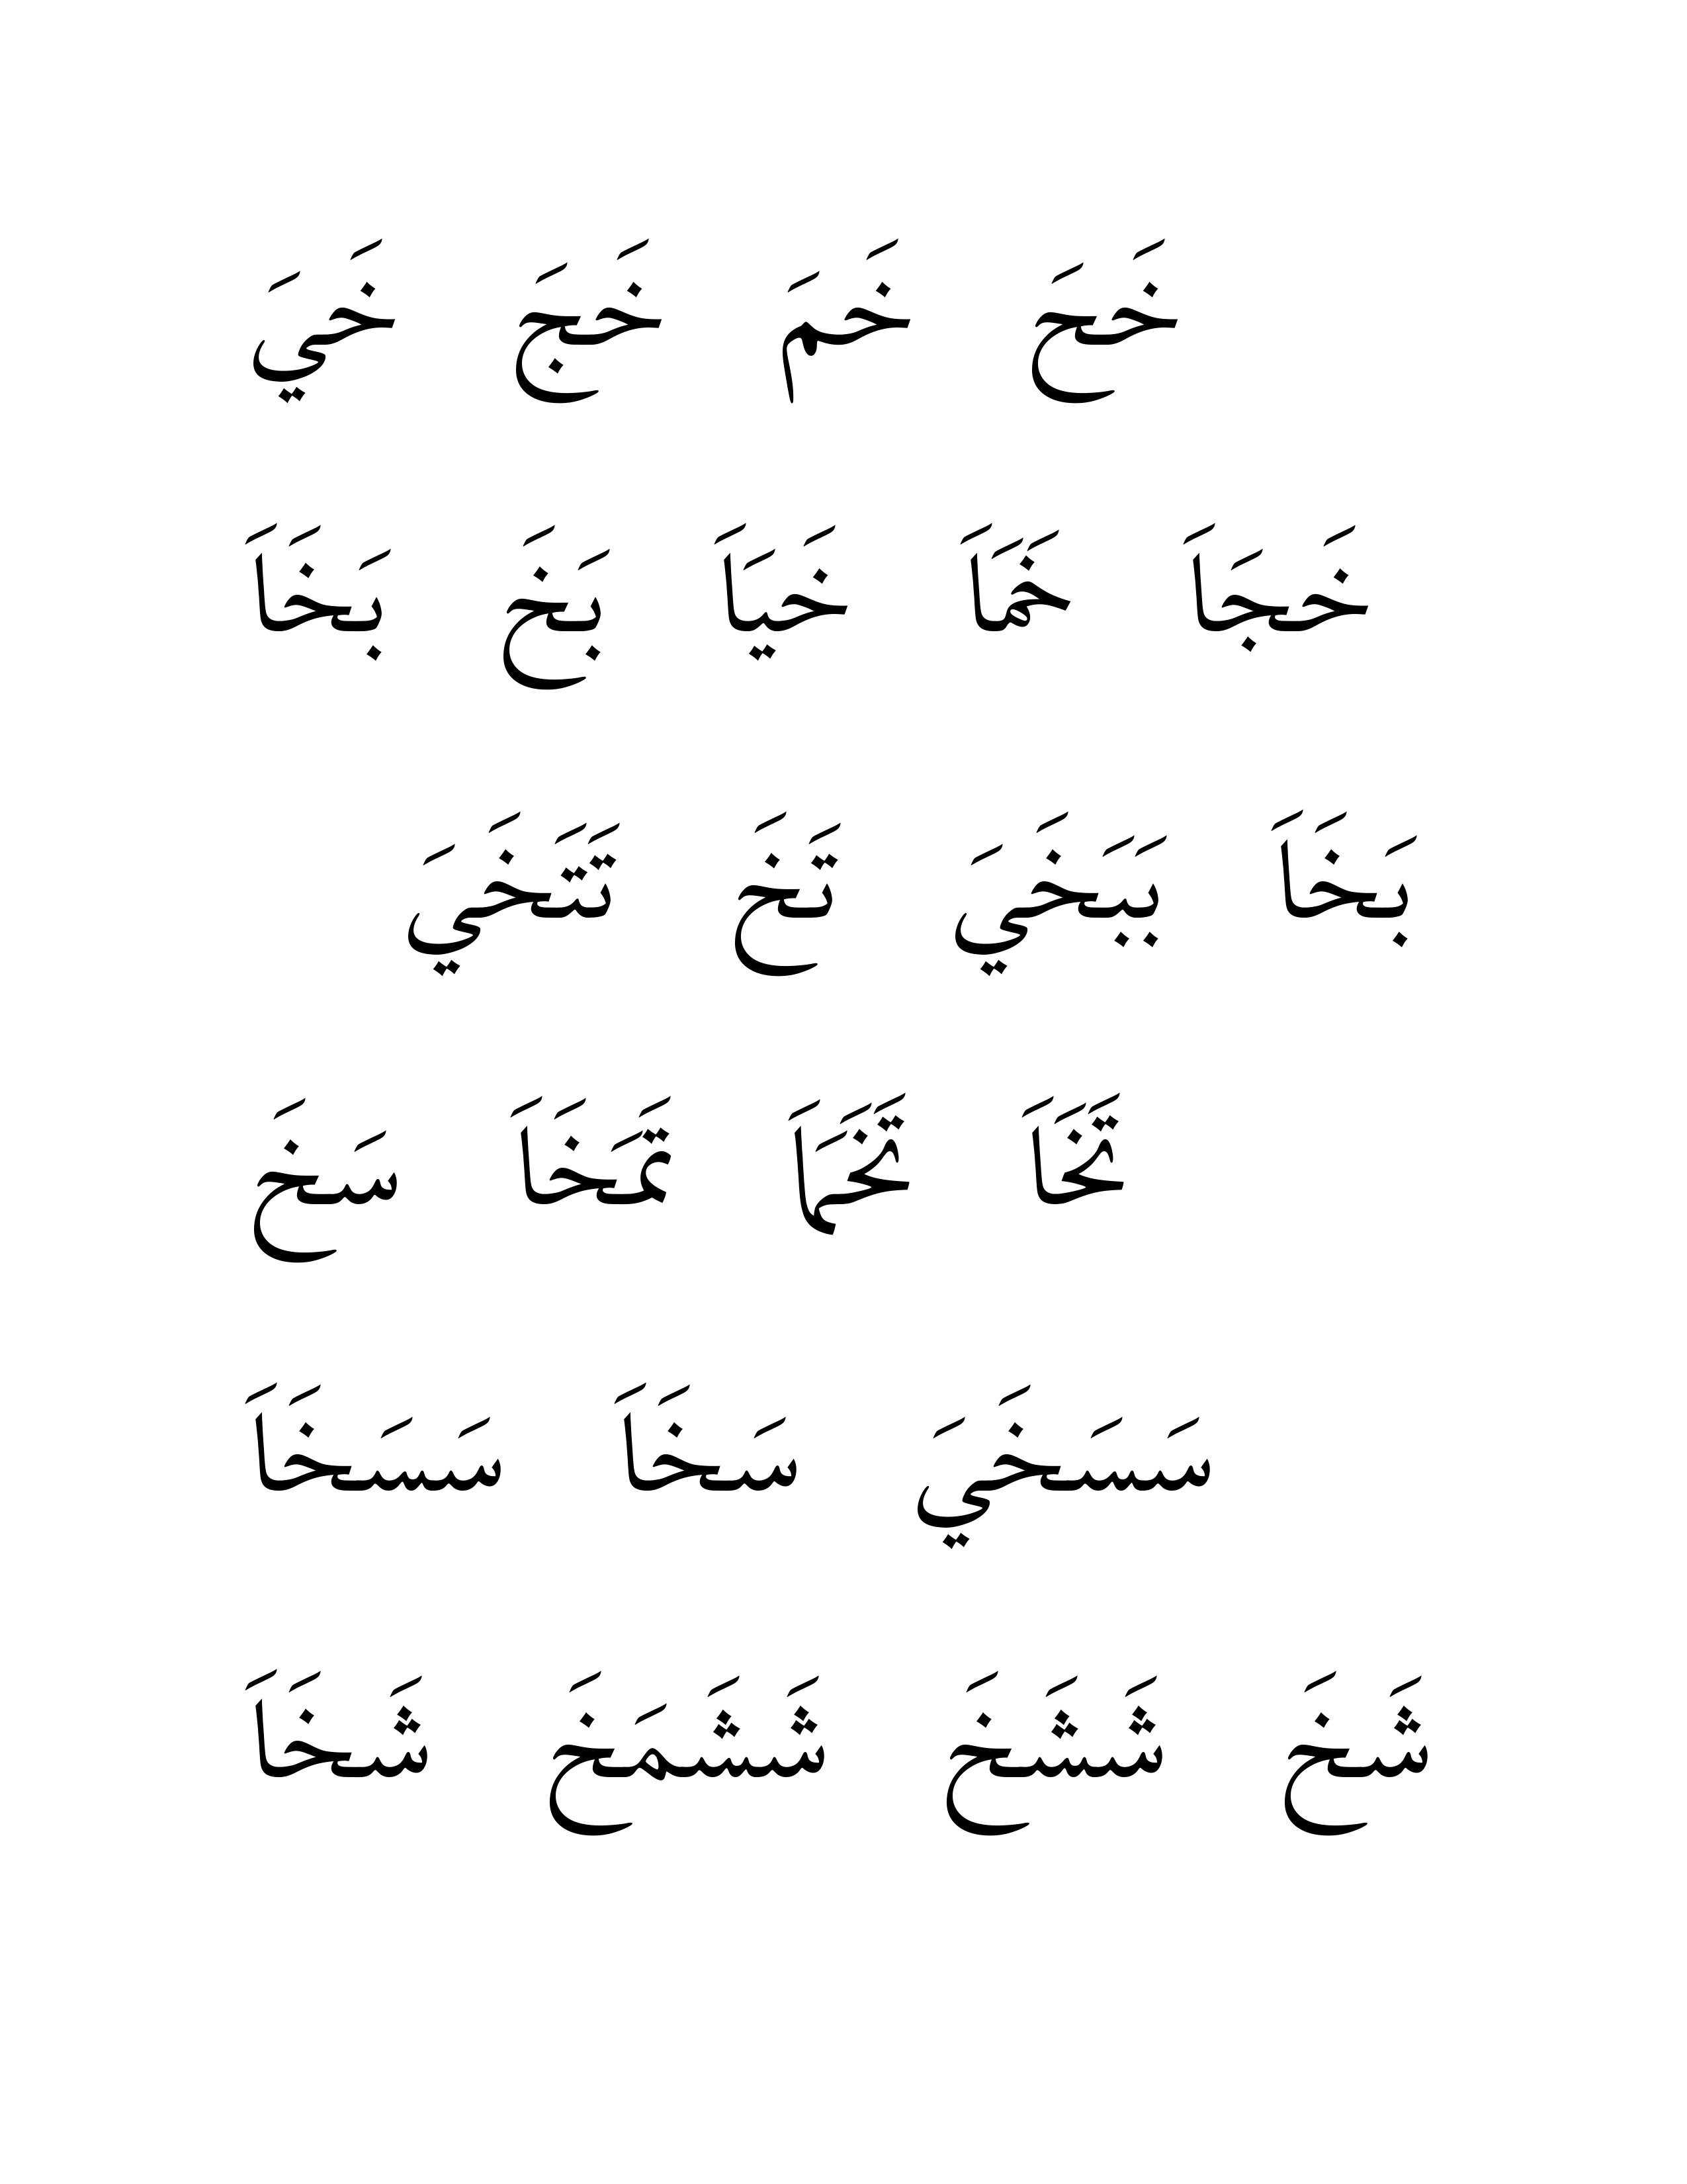 خَحَ خَمَ خَجَ خَيَ
خَجَاَ خَمَاَ خَيَاَ بَخَ بَخَاَ
بَخَاَ بَبَخَيَ تَخَ تَتَخَيَ
تَخَاَ تَخَمَاَ تَمَخَاَ سَخَ
سَسَخَيَ سَخَاَ سَسَخَاَ
شَخَ شَشَخَ شَشَمَخَ شَخَاَ